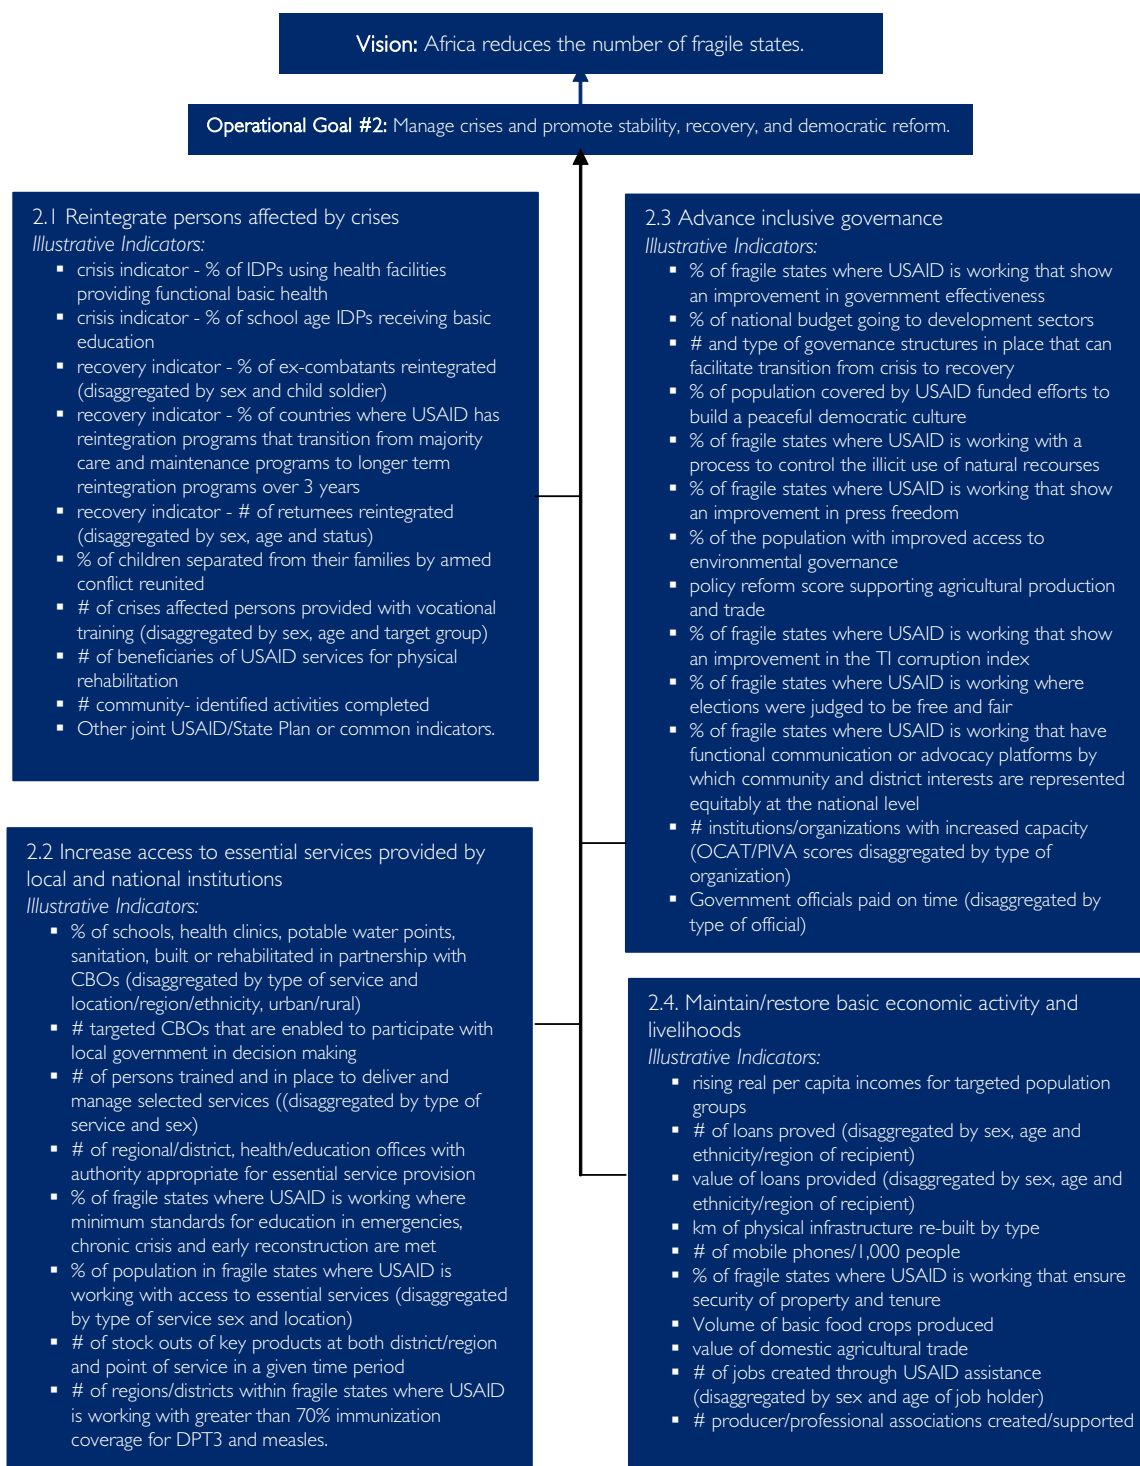 Vision: Africa reduces the number of fragile states.
Operational Goal #2: Manage crises and promote stability, recovery, and democratic reform.
2.1 Reintegrate persons affected by crises
Illustrative Indicators:
▪ crisis indicator - % of IDPs using health facilities
providing functional basic health
▪ crisis indicator - % of school age IDPs receiving basic
education
▪ recovery indicator - % of ex-combatants reintegrated
(disaggregated by sex and child soldier)
▪ recovery indicator - % of countries where USAID has
reintegration programs that transition from majority
care and maintenance programs to longer term
reintegration programs over 3 years
▪ recovery indicator - # of returnees reintegrated
(disaggregated by sex, age and status)
▪ % of children separated from their families by armed
conflict reunited
▪ # of crises affected persons provided with vocational
training (disaggregated by sex, age and target group)
▪ # of beneficiaries of USAID services for physical
rehabilitation
▪ # community- identified activities completed
▪ Other joint USAID/State Plan or common indicators.
2.2 Increase access to essential services provided by
local and national institutions
Illustrative Indicators:
▪ % of schools, health clinics, potable water points,
sanitation, built or rehabilitated in partnership with
CBOs (disaggregated by type of service and
location/region/ethnicity, urban/rural)
▪ # targeted CBOs that are enabled to participate with
local government in decision making
▪ # of persons trained and in place to deliver and
manage selected services ((disaggregated by type of
service and sex)
▪ # of regional/district, health/education offices with
authority appropriate for essential service provision
▪ % of fragile states where USAID is working where
minimum standards for education in emergencies,
chronic crisis and early reconstruction are met
▪ % of population in fragile states where USAID is
working with access to essential services (disaggregated
by type of service sex and location)
▪ # of stock outs of key products at both district/region
and point of service in a given time period
▪ # of regions/districts within fragile states where USAID
is working with greater than 70% immunization
coverage for DPT3 and measles.
2.3 Advance inclusive governance
Illustrative Indicators:
▪ % of fragile states where USAID is working that show
an improvement in government effectiveness
▪ % of national budget going to development sectors
▪ # and type of governance structures in place that can
facilitate transition from crisis to recovery
▪ % of population covered by USAID funded efforts to
build a peaceful democratic culture
▪ % of fragile states where USAID is working with a
process to control the illicit use of natural recourses
▪ % of fragile states where USAID is working that show
an improvement in press freedom
▪ % of the population with improved access to
environmental governance
▪ policy reform score supporting agricultural production
and trade
▪ % of fragile states where USAID is working that show
an improvement in the TI corruption index
▪ % of fragile states where USAID is working where
elections were judged to be free and fair
▪ % of fragile states where USAID is working that have
functional communication or advocacy platforms by
which community and district interests are represented
equitably at the national level
▪ # institutions/organizations with increased capacity
(OCAT/PIVA scores disaggregated by type of
organization)
▪ Government officials paid on time (disaggregated by
type of official)
2.4. Maintain/restore basic economic activity and
livelihoods
Illustrative Indicators:
▪ rising real per capita incomes for targeted population
groups
▪ # of loans proved (disaggregated by sex, age and
ethnicity/region of recipient)
▪ value of loans provided (disaggregated by sex, age and
ethnicity/region of recipient)
▪ km of physical infrastructure re-built by type
▪ # of mobile phones/1,000 people
▪ % of fragile states where USAID is working that ensure
security of property and tenure
▪ Volume of basic food crops produced
▪ value of domestic agricultural trade
▪ # of jobs created through USAID assistance
(disaggregated by sex and age of job holder)
▪ # producer/professional associations created/supported